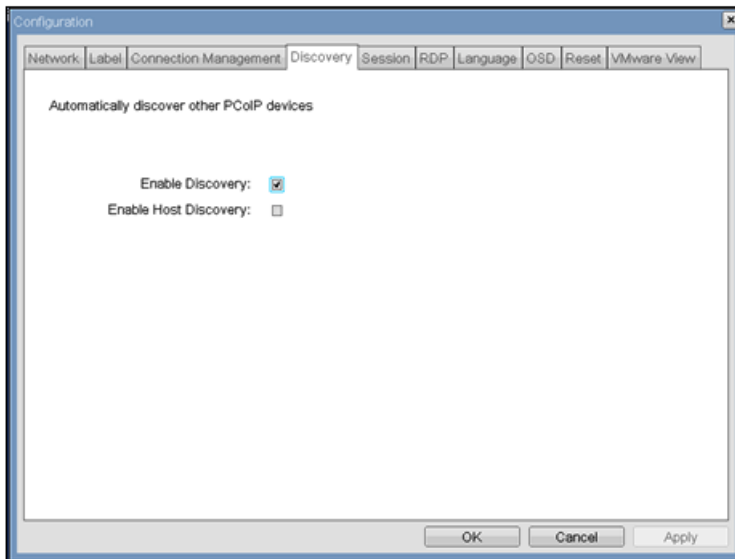 Configuration
Network Label Connection Management Discovery Session RDP Language OSD Reset VMware View
Automatically discover other PCoIP devices
Enable Discovery:
Enable Host Discovery:
OK Cancel Apply